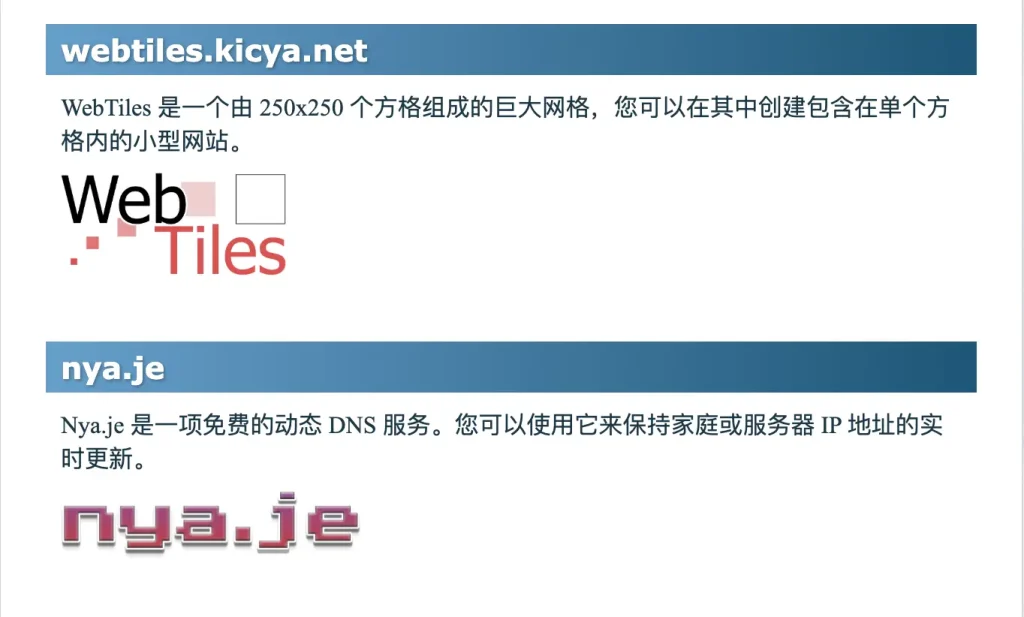 webtiles.kicya.net
WebTiles 是一个由 250x250 个方格组成的巨大网格，您可以在其中创建包含在单个方
格内的小型网站。
Web
Tiles
nya.je
Nya.je 是一项免费的动态 DNS 服务。您可以使用它来保持家庭或服务器 IP 地址的实
时更新。
nya.je